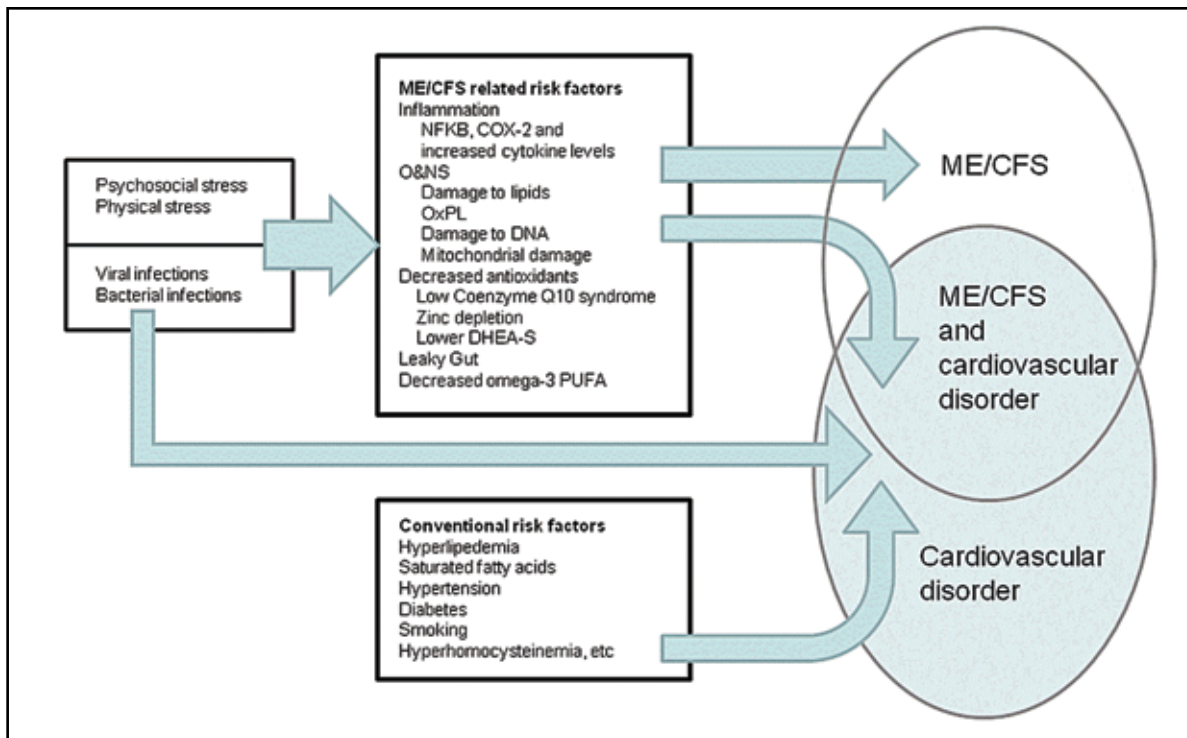 Psychosocial stress
Physical stress
Viral infections
Bacterial infections
ME/CFS related risk factors
Inflammation
NFKB, COX-2 and
increased cytokine levels
O&NS
Damage to lipids
OxPL
Damage to DNA
Mitochondrial damage
Decreased antioxidants
Low Coenzyme Q10 syndrome
Zinc depletion
Lower DHEA-S
Leaky Gut
Decreased omega-3 PUFA
Conventional risk factors
Hyperlipedemia
Saturated fatty acids
Hypertension
Diabetes
Smoking
Hyperhomocysteinemia, etc
ME/CFS
ME/CFS
and
cardiovascular
disorder
Cardiovascular
disorder